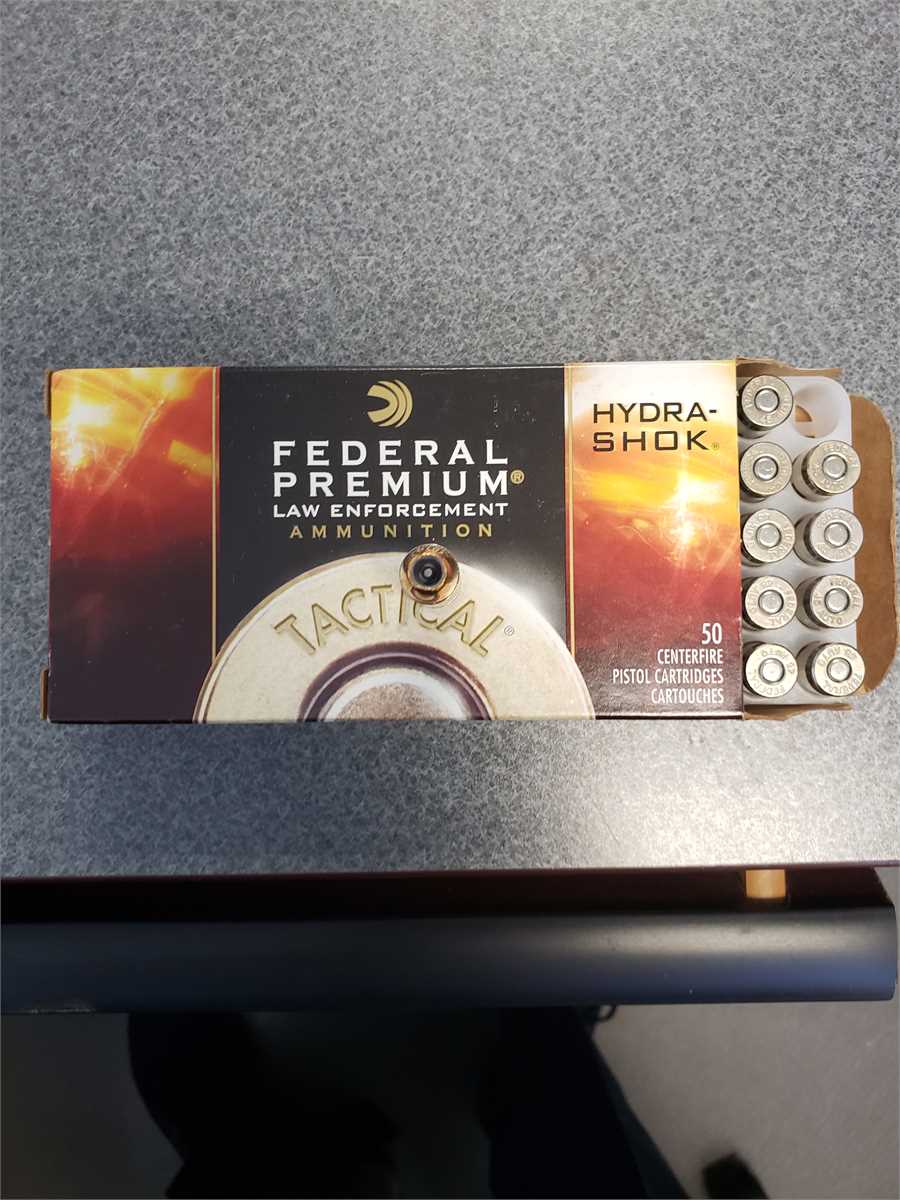 FEDERAL
PREMIUM®
LAW ENFORCEMENT
AMMUNITION
TACTICAL®
HYDRA-
SHOK®
50
CENTERFIRE
PISTOL CARTRIDGES
CARTOUCHES